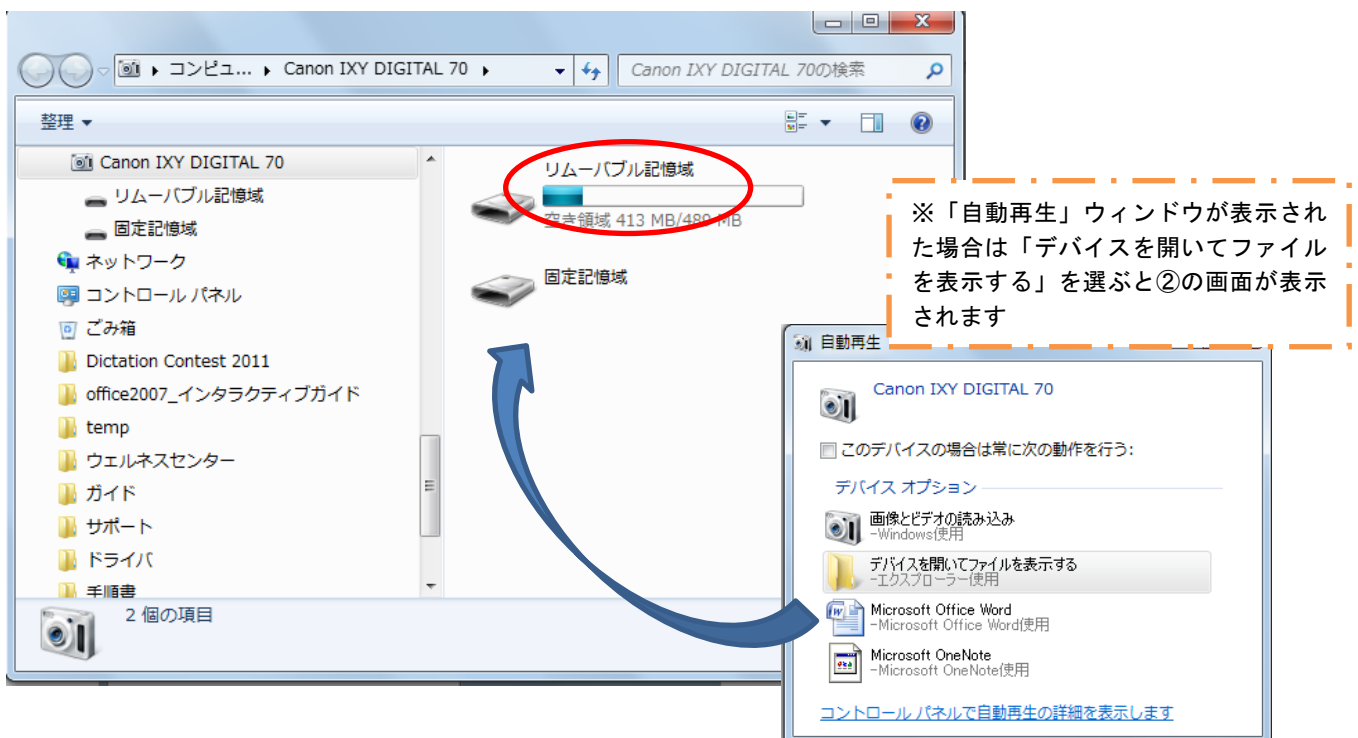 コンピュ... Canon IXY DIGITAL 70
Canon IXY DIGITAL 70の検索
整理
Canon IXY DIGITAL 70
リムーバブル記憶域
固定記憶域
ネットワーク
コントロール パネル
ごみ箱
Dictation Contest 2011
office2007_インタラクティブガイド
temp
ウェルネスセンター
ガイド
サポート
ドライバ
手順書
リムーバブル記憶域
空き領域 413 MB/489 MB
固定記憶域
2 個の項目
※「自動再生」ウィンドウが表示され
た場合は「デバイスを開いてファイル
を表示する」を選ぶと②の画面が表示
されます
自動再生
Canon IXY DIGITAL 70
このデバイスの場合は常に次の動作を行う:
デバイス オプション
画像とビデオの読み込み
-Windows使用
デバイスを開いてファイルを表示する
-エクスプローラー使用
Microsoft Office Word
-Microsoft Office Word使用
Microsoft OneNote
-Microsoft OneNote使用
コントロール パネルで自動再生の詳細を表示します